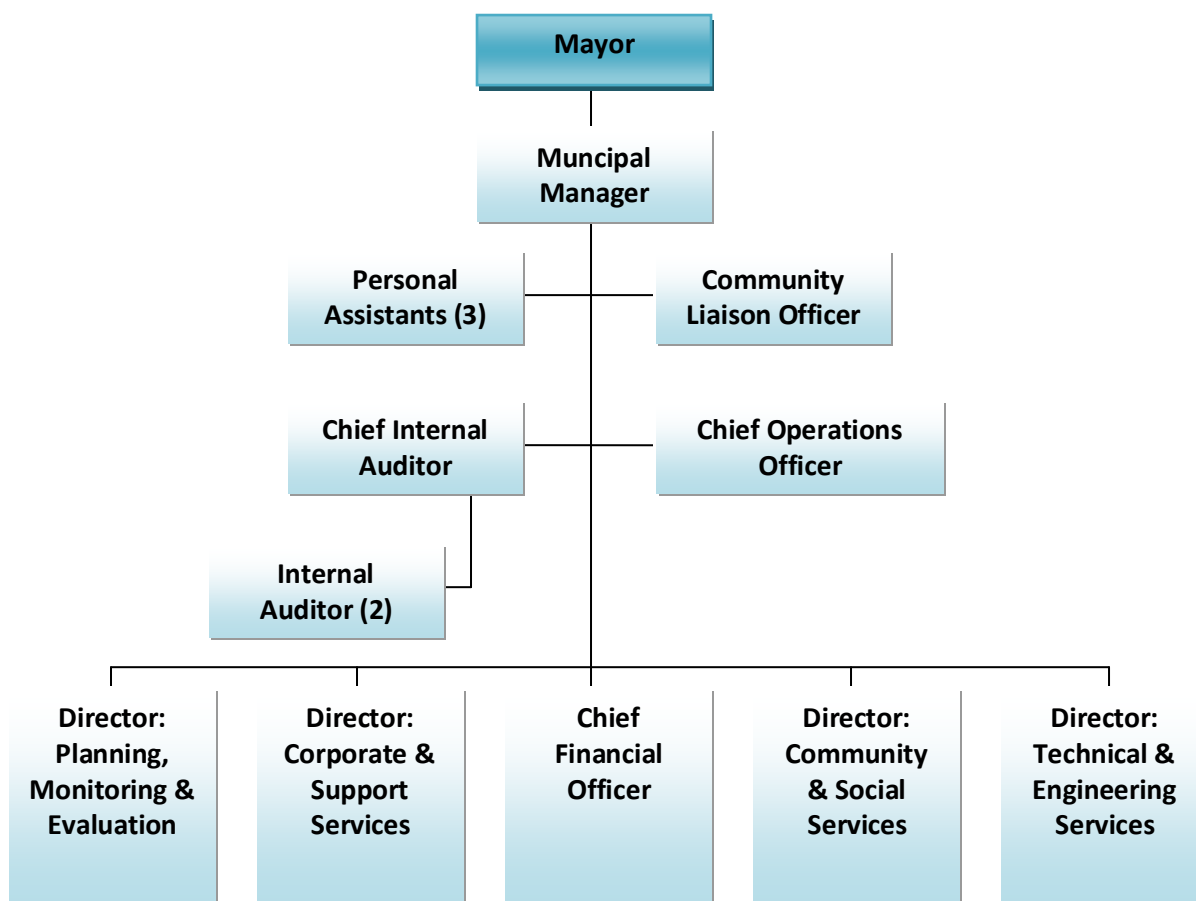 Mayor
Muncipal
Manager
Personal
Assistants (3)
Community
Liaison Officer
Chief Internal
Auditor
Chief Operations
Officer
Internal
Auditor (2)
Director:
Planning,
Monitoring &
Evaluation
Director:
Corporate &
Support
Services
Chief
Financial
Officer
Director:
Community
& Social
Services
Director:
Technical &
Engineering
Services